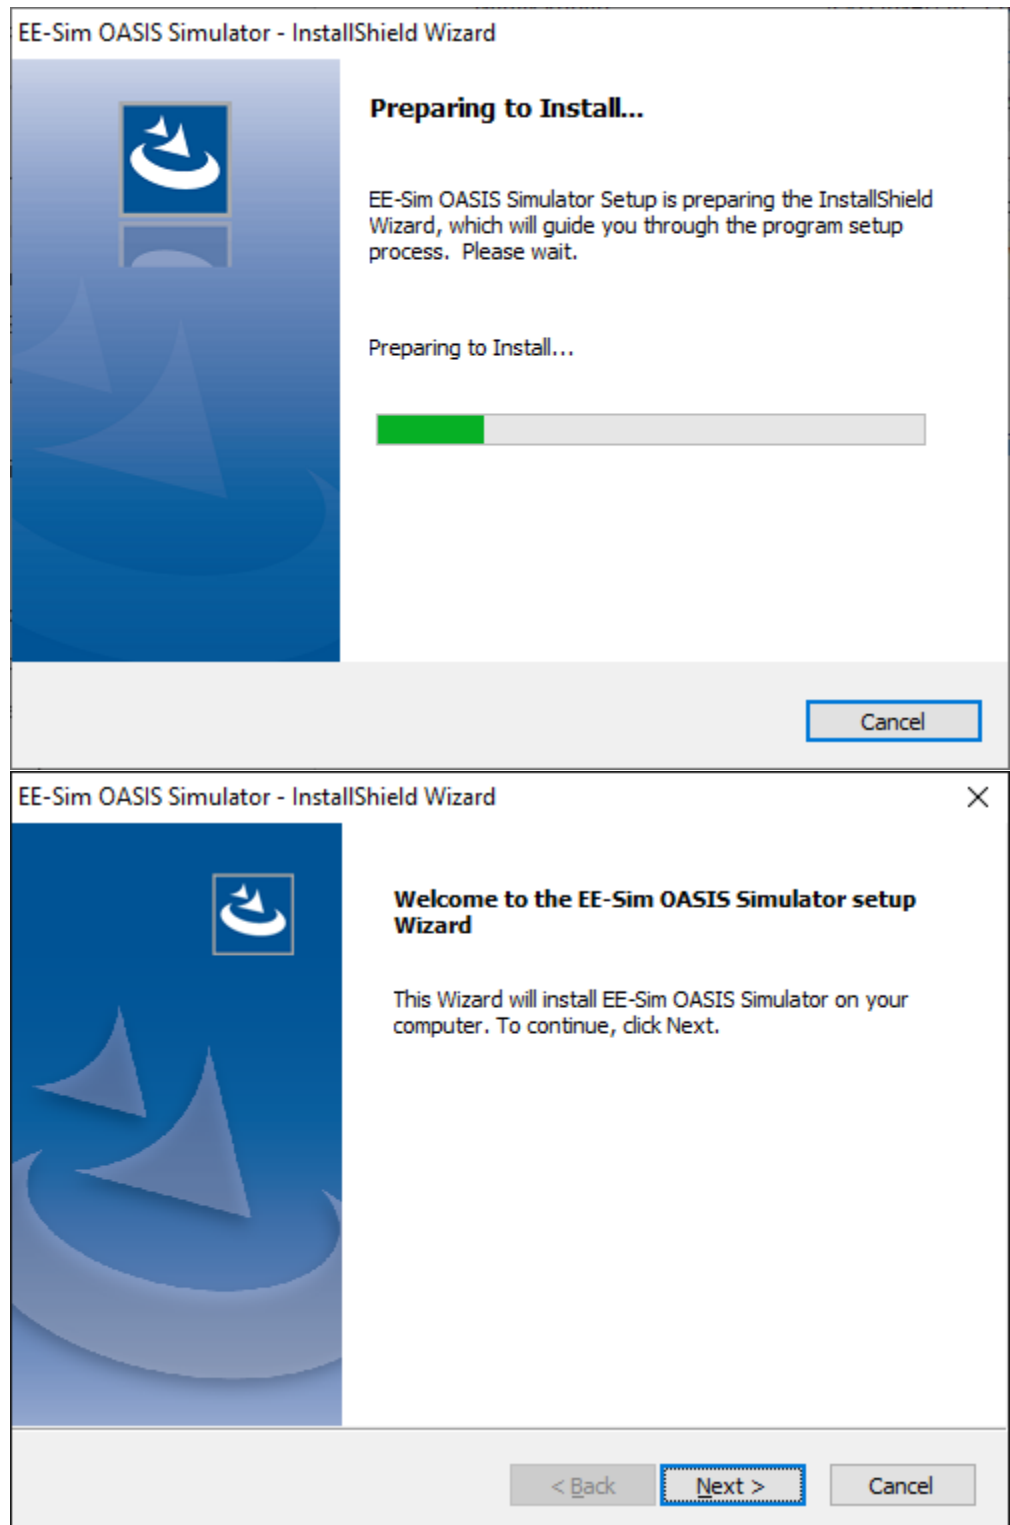 EE-Sim OASIS Simulator - InstallShield Wizard
Preparing to Install...
EE-Sim OASIS Simulator Setup is preparing the InstallShield
Wizard, which will guide you through the program setup
process. Please wait.
Preparing to Install...
Cancel
EE-Sim OASIS Simulator - InstallShield Wizard
Welcome to the EE-Sim OASIS Simulator setup
Wizard
This Wizard will install EE-Sim OASIS Simulator on your
computer. To continue, click Next.
< Back Next > Cancel